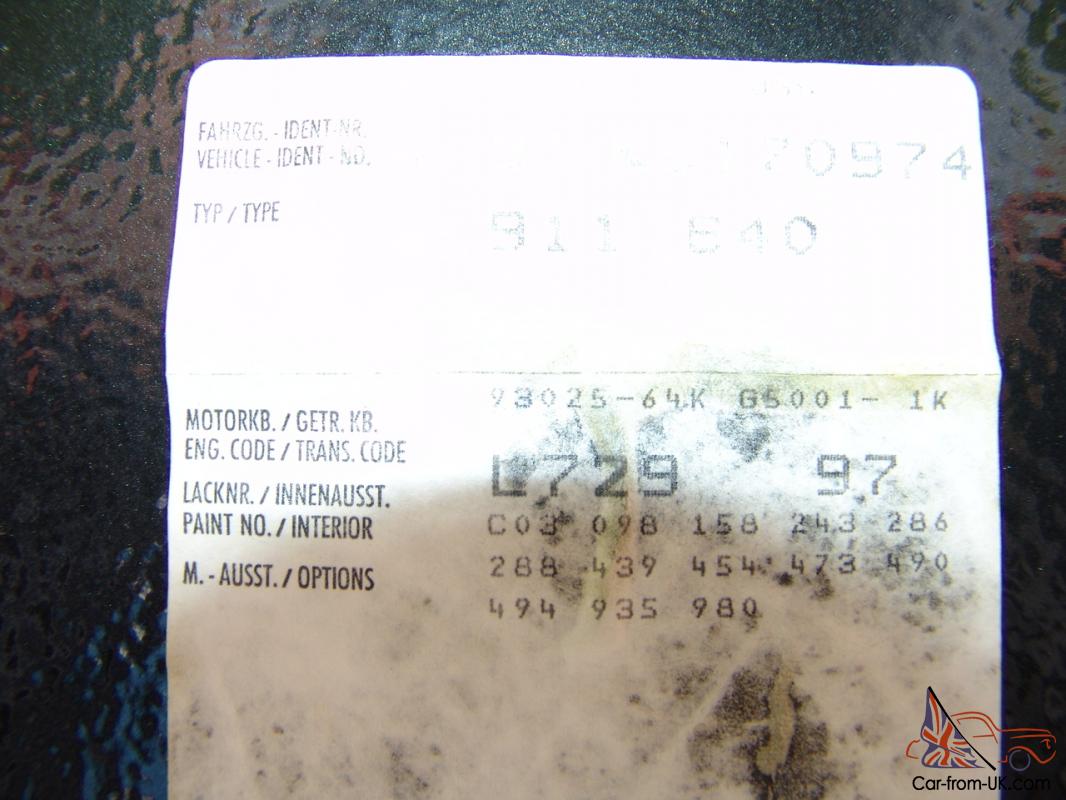 FAHRZG. - IDENT-NR.
VEHICLE - IDENT - NO. 170974
TYP / TYPE
911 640
93025-64K G5001- 1K
MOTORKB. / GETR. KB.
ENG. CODE / TRANS. CODE
L729 97
LACKNR. / INNENAUSST.
PAINT NO. / INTERIOR
C03 098 158 243 286
288 439 454 473 490
M. - AUSST. / OPTIONS
494 935 980
Car-from-UK.com